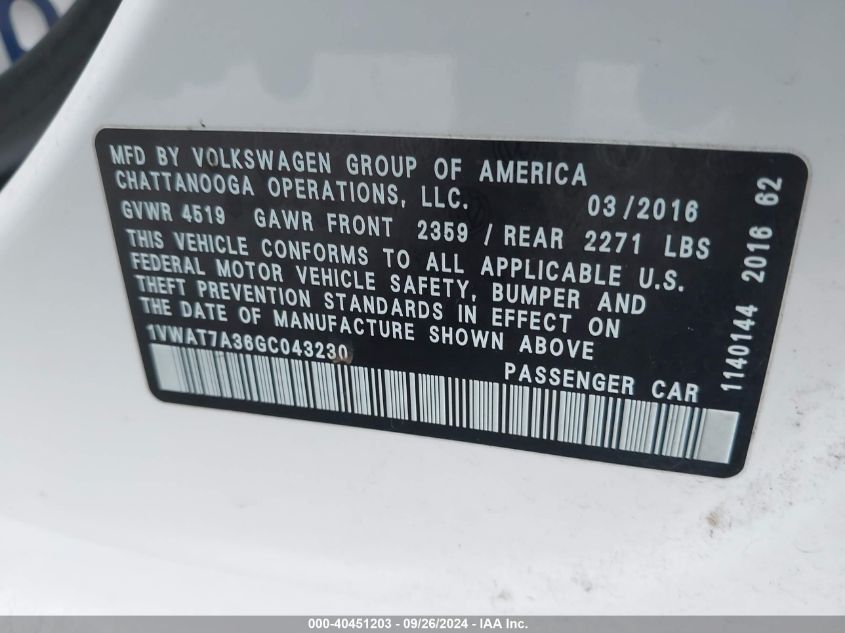 MFD BY VOLKSWAGEN GROUP OF AMERICA
CHATTANOOGA OPERATIONS, LLC. 03/2016
GVWR 4519 GAWR FRONT 2359 / REAR 2271 LBS
THIS VEHICLE CONFORMS TO ALL APPLICABLE U.S.
FEDERAL MOTOR VEHICLE SAFETY, BUMPER AND
THEFT PREVENTION STANDARDS IN EFFECT ON
THE DATE OF MANUFACTURE SHOWN ABOVE
1VWAT7A36GC043230
PASSENGER CAR
1140144 2016 62
000-40451203 - 09/26/2024 - IAA Inc.